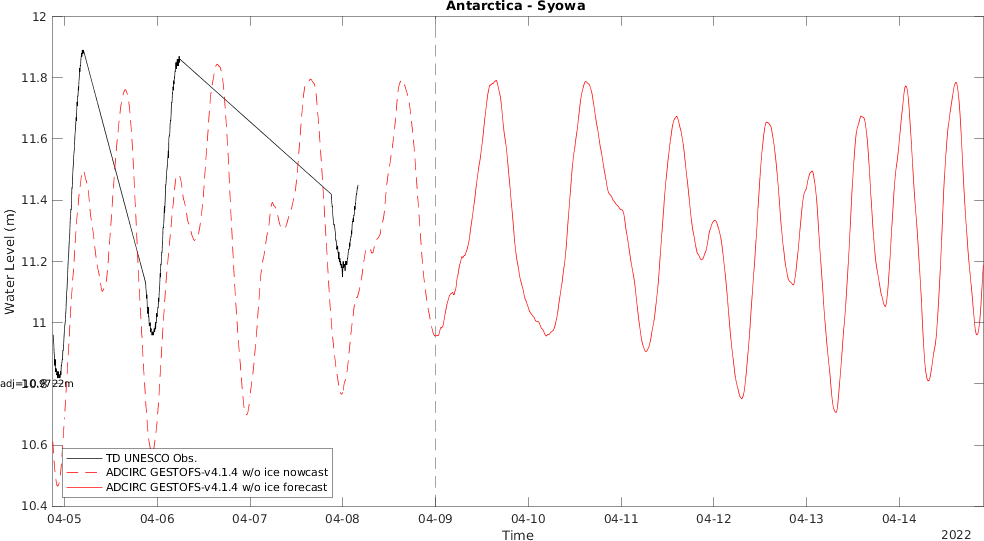 Antarctica - Syowa
Water Level (m)
12
11.8
11.6
11.4
11.2
11
10.8
10.6
10.4
adj=10.9722m
TD UNESCO Obs.
ADCIRC GESTOFS-v4.1.4 w/o ice nowcast
ADCIRC GESTOFS-v4.1.4 w/o ice forecast
04-05 04-06 04-07 04-08 04-09 04-10 04-11 04-12 04-13 04-14
Time
2022